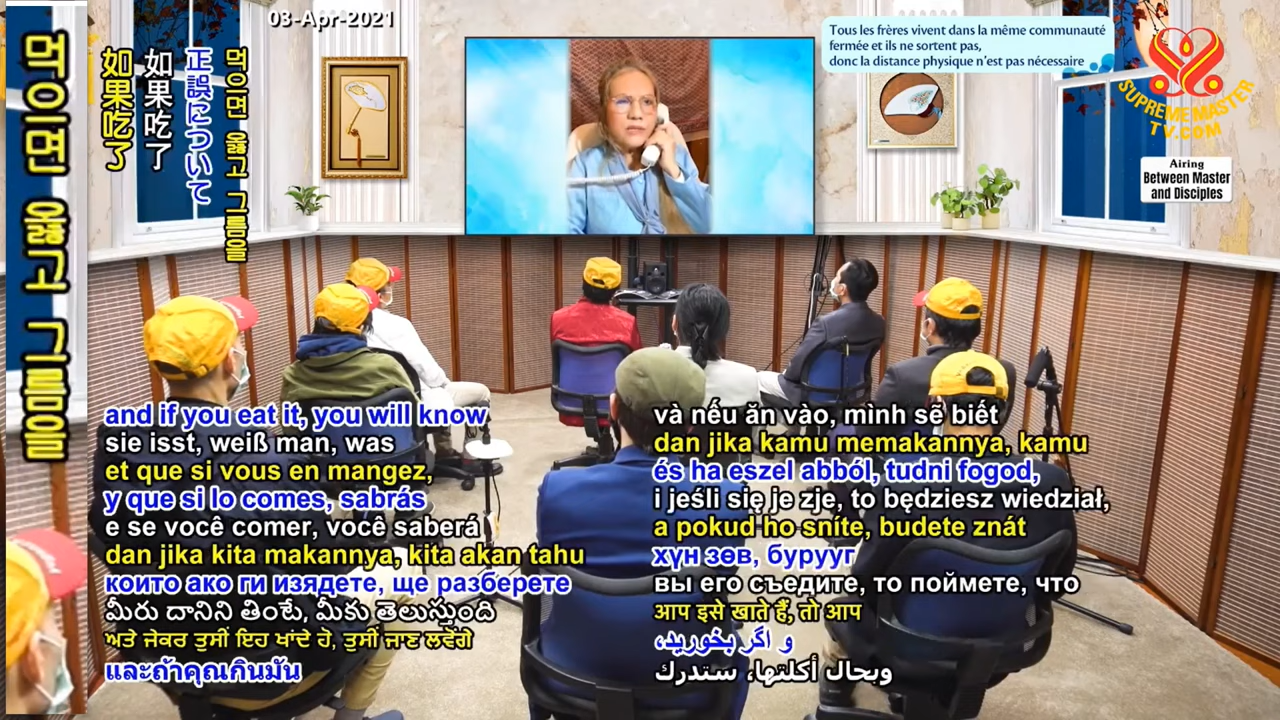 03-Apr-2021
Tous les frères vivent dans la même communauté
fermée et ils ne sortent pas,
donc la distance physique n'est pas nécessaire
SUPREME MASTER
TV.COM
Airing
Between Master
and Disciples
먹으면 옳고 그름을
正誤について
如果吃了
如果吃了
먹으면 옳고 그름을
and if you eat it, you will know
sie isst, weiß man, was
et que si vous en mangez,
y que si lo comes, sabrás
e se você comer, você saberá
dan jika kita makannya, kita akan tahu
които ако ги изядете, ще разберете
మీరు దానిని తింటే, మీకు తెలుస్తుంది
ਅਤੇ ਜੇਕਰ ਤੁਸੀਂ ਇਹ ਖਾਂਦੇ ਹੋ, ਤੁਸੀਂ ਜਾਣ ਲਵੋਂਗੇ
และถ้าคุณกินมัน
và nếu ăn vào, mình sẽ biết
dan jika kamu memakannya, kamu
és ha eszel abból, tudni fogod,
i jeśli się je zje, to będziesz wiedział,
a pokud ho sníte, budete znát
хүн зөв, бурууг
вы его съедите, то поймете, что
आप इसे खाते हैं, तो आप
و اگر بخورید،
وبحال أكلتها، ستدرك